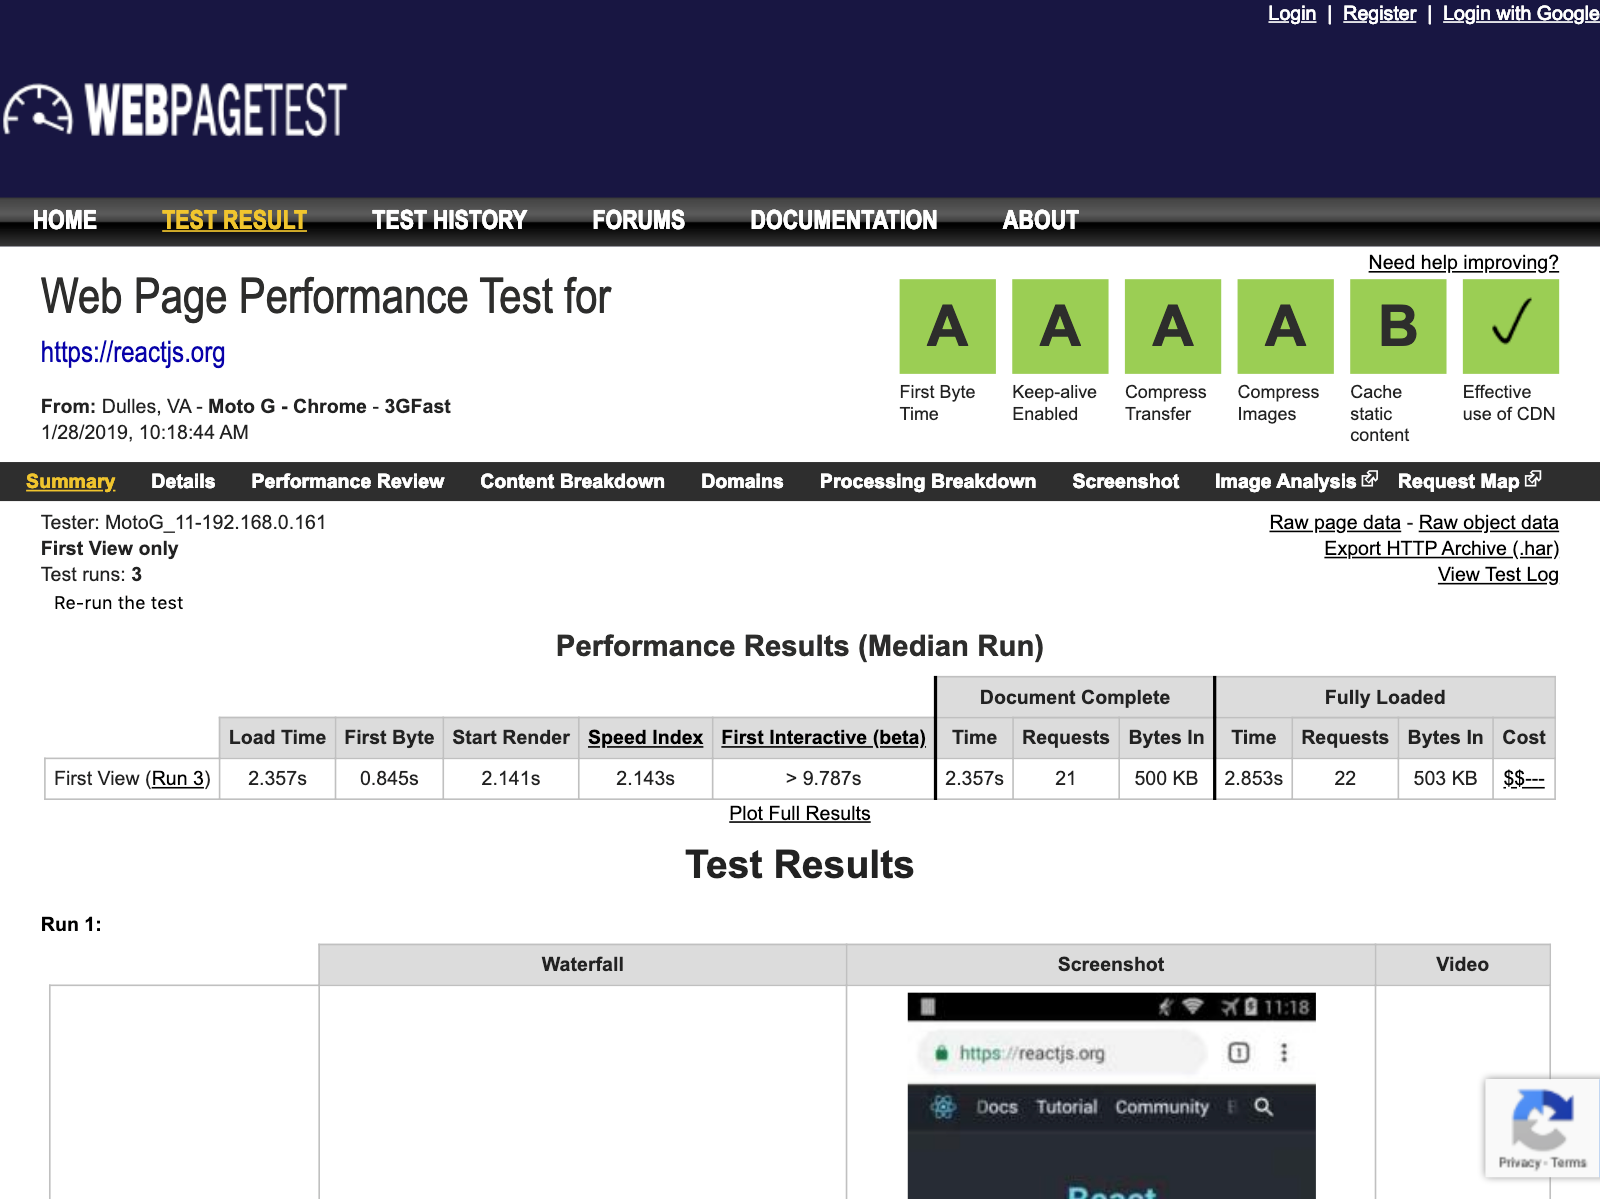 Login | Register | Login with Google
WEBPAGETEST
HOME TEST RESULT TEST HISTORY FORUMS DOCUMENTATION ABOUT
Need help improving?
Web Page Performance Test for
https://reactjs.org
From: Dulles, VA - Moto G - Chrome - 3GFast
1/28/2019, 10:18:44 AM
A A A A B ✓
First Byte Time
Keep-alive Enabled
Compress Transfer
Compress Images
Cache static content
Effective use of CDN
Summary Details Performance Review Content Breakdown Domains Processing Breakdown Screenshot Image Analysis Request Map
Tester: MotoG_11-192.168.0.161
First View only
Test runs: 3
Re-run the test
Raw page data - Raw object data
Export HTTP Archive (.har)
View Test Log
Performance Results (Median Run)
Document Complete Fully Loaded
Load Time First Byte Start Render Speed Index First Interactive (beta) Time Requests Bytes In Time Requests Bytes In Cost
First View (Run 3) 2.357s 0.845s 2.141s 2.143s > 9.787s 2.357s 21 500 KB 2.853s 22 503 KB $$---
Plot Full Results
Test Results
Run 1:
Waterfall Screenshot Video
11:18
https://reactjs.org 1
Docs Tutorial Community
React
Privacy - Terms